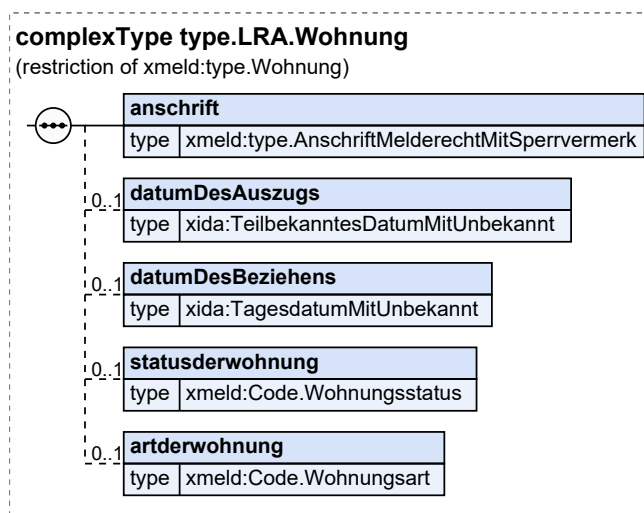 complexType type.LRA.Wohnung
(restriction of xmeld:type.Wohnung)
anschrift
type xmeld:type.AnschriftMelderechtMitSperrvermerk
0..1 datumDesAuszugs
type xida:TeilbekanntesDatumMitUnbekannt
0..1 datumDesBeziehens
type xida:TagesdatumMitUnbekannt
0..1 statusderwohnung
type xmeld:Code.Wohnungsstatus
0..1 artderwohnung
type xmeld:Code.Wohnungsart